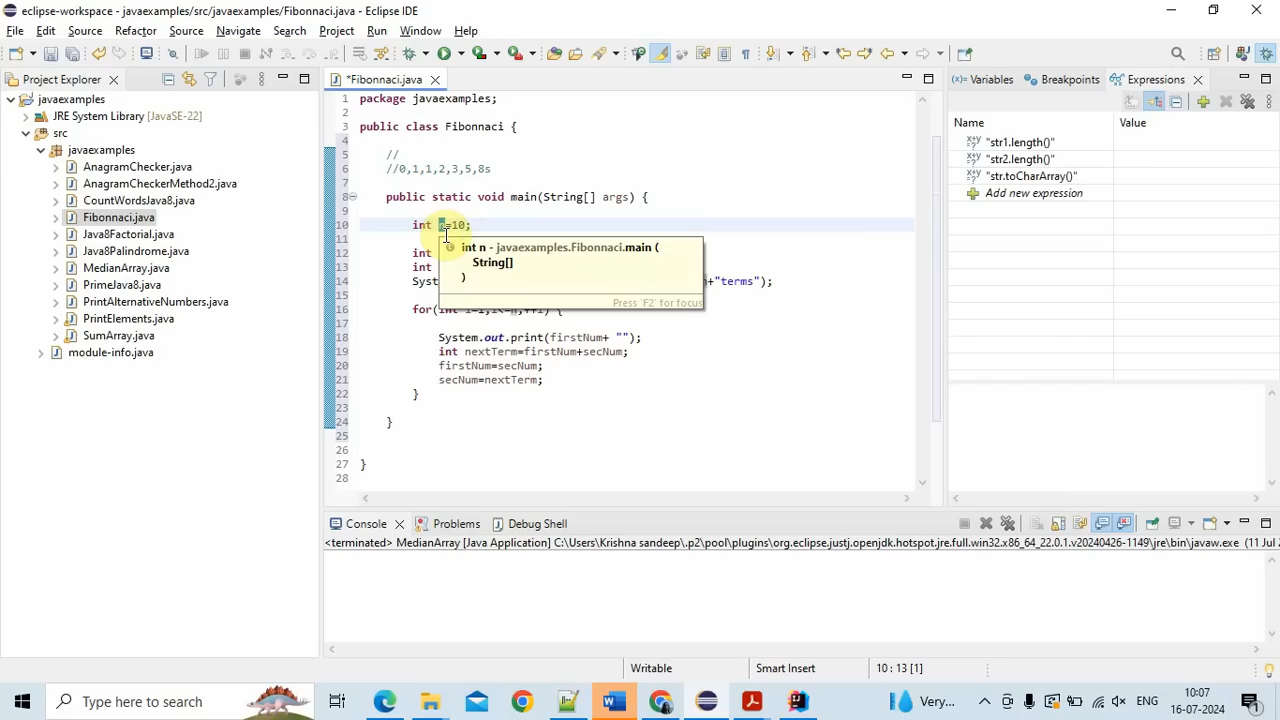 eclipse-workspace - javaexamples/src/javaexamples/Fibonnaci.java - Eclipse IDE
File Edit Source Refactor Source Navigate Search Project Run Window Help
Project Explorer
*Fibonnaci.java
Variables Breakpoints Expressions
javaexamples
JRE System Library [JavaSE-22]
src
javaexamples
AnagramChecker.java
AnagramCheckerMethod2.java
CountWordsJava8.java
Fibonnaci.java
Java8Factorial.java
Java8Palindrome.java
MedianArray.java
PrimeJava8.java
PrintAlternativeNumbers.java
PrintElements.java
SumArray.java
module-info.java
1 package javaexamples;
2
3 public class Fibonnaci {
4
5 //
6 //0,1,1,2,3,5,8s
7
8 public static void main(String[] args) {
9
10 int n=10;
11
12 int
13 int
14 Syst +"terms");
15
16 for(int i=1;i<=n;++i) {
17
18 System.out.print(firstNum+ "");
19 int nextTerm=firstNum+secNum;
20 firstNum=secNum;
21 secNum=nextTerm;
22 }
23
24 }
25
26
27 }
28
int n - javaexamples.Fibonnaci.main (
String[]
)
Press 'F2' for focus
Name Value
"str1.length()"
"str2.length()"
"str.toCharArray()"
Add new expression
Console Problems Debug Shell
<terminated> MedianArray [Java Application] C:\Users\Krishna sandeep\.p2\pool\plugins\org.eclipse.justj.openjdk.hotspot.jre.full.win32.x86_64_22.0.1.v20240426-1149\jre\bin\javaw.exe (11 Jul 2
Writable Smart Insert 10 : 13 [1]
Type here to search
Very...
ENG
10:07
16-07-2024